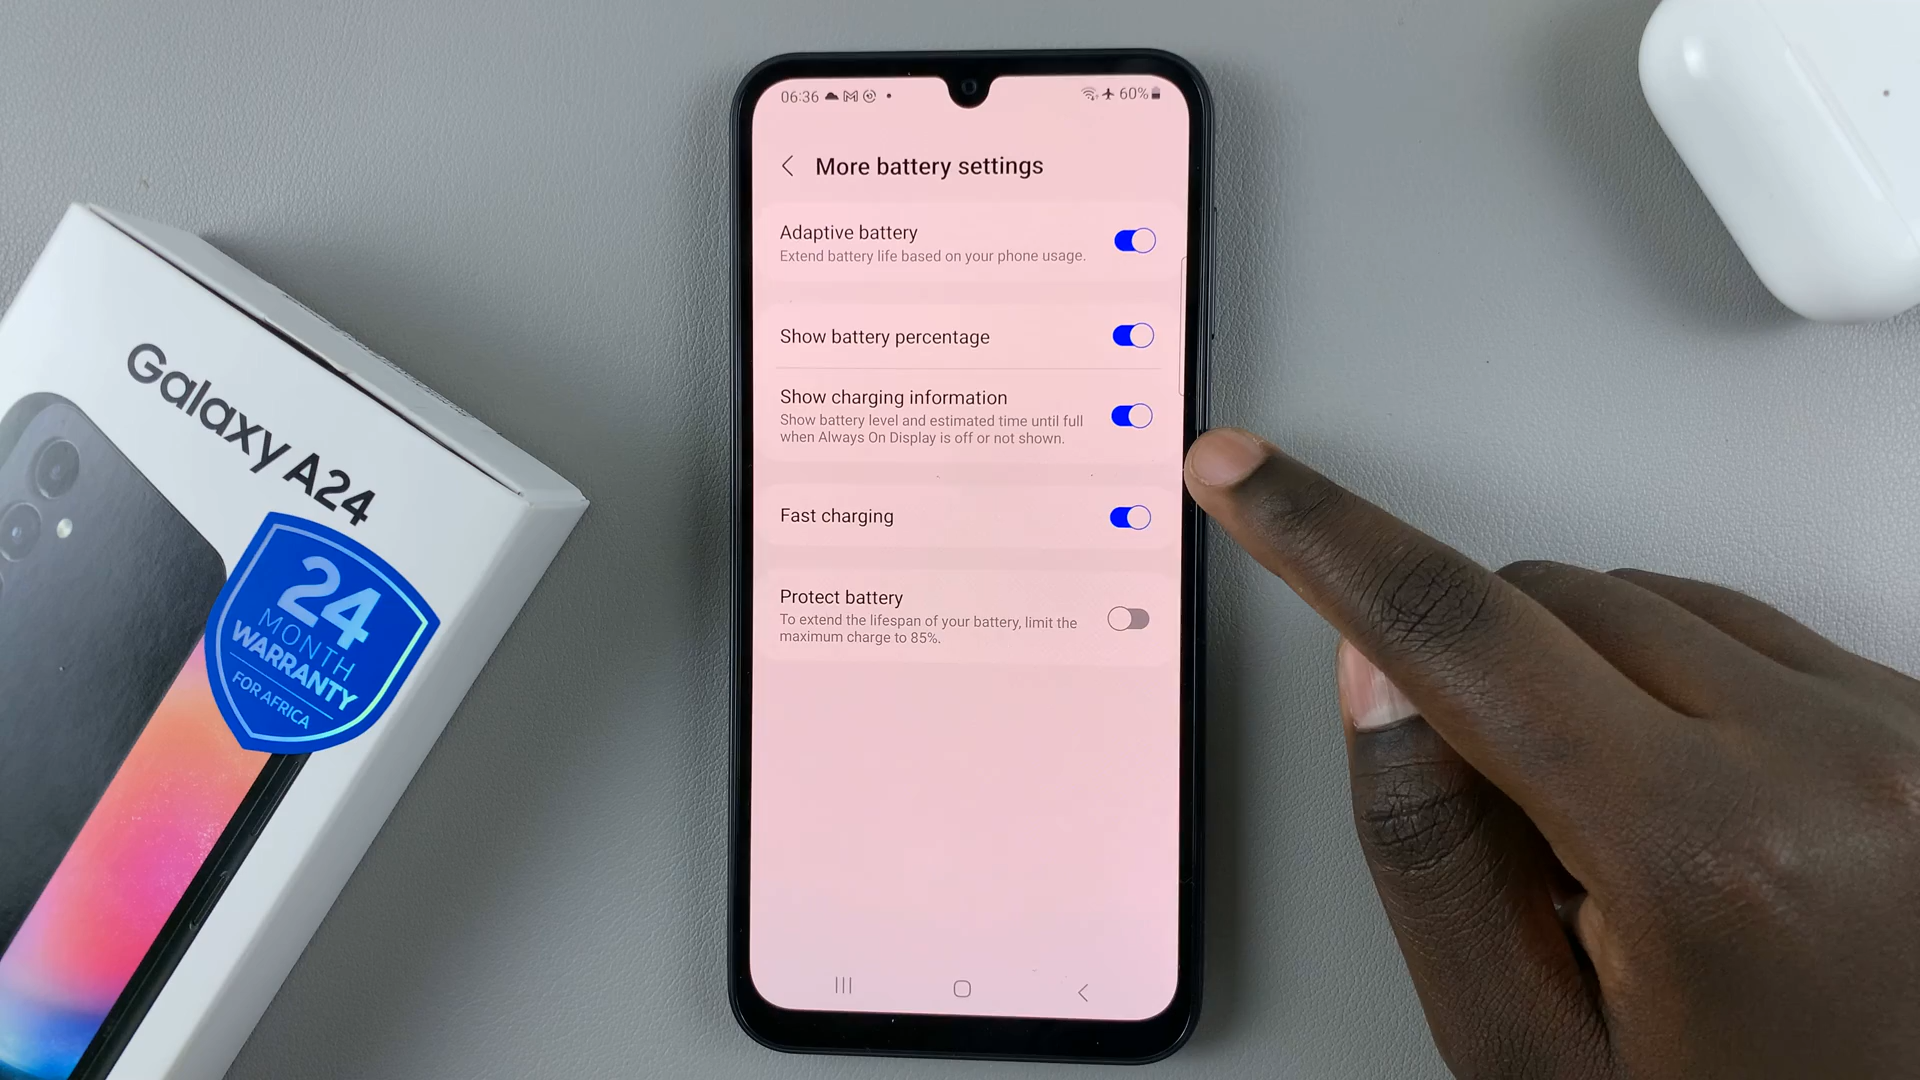 06:36
60%
More battery settings
Adaptive battery
Extend battery life based on your phone usage.
Show battery percentage
Show charging information
Show battery level and estimated time until full
when Always On Display is off or not shown.
Fast charging
Protect battery
To extend the lifespan of your battery, limit the
maximum charge to 85%.
Galaxy A24
24
MONTH
WARRANTY
FOR AFRICA